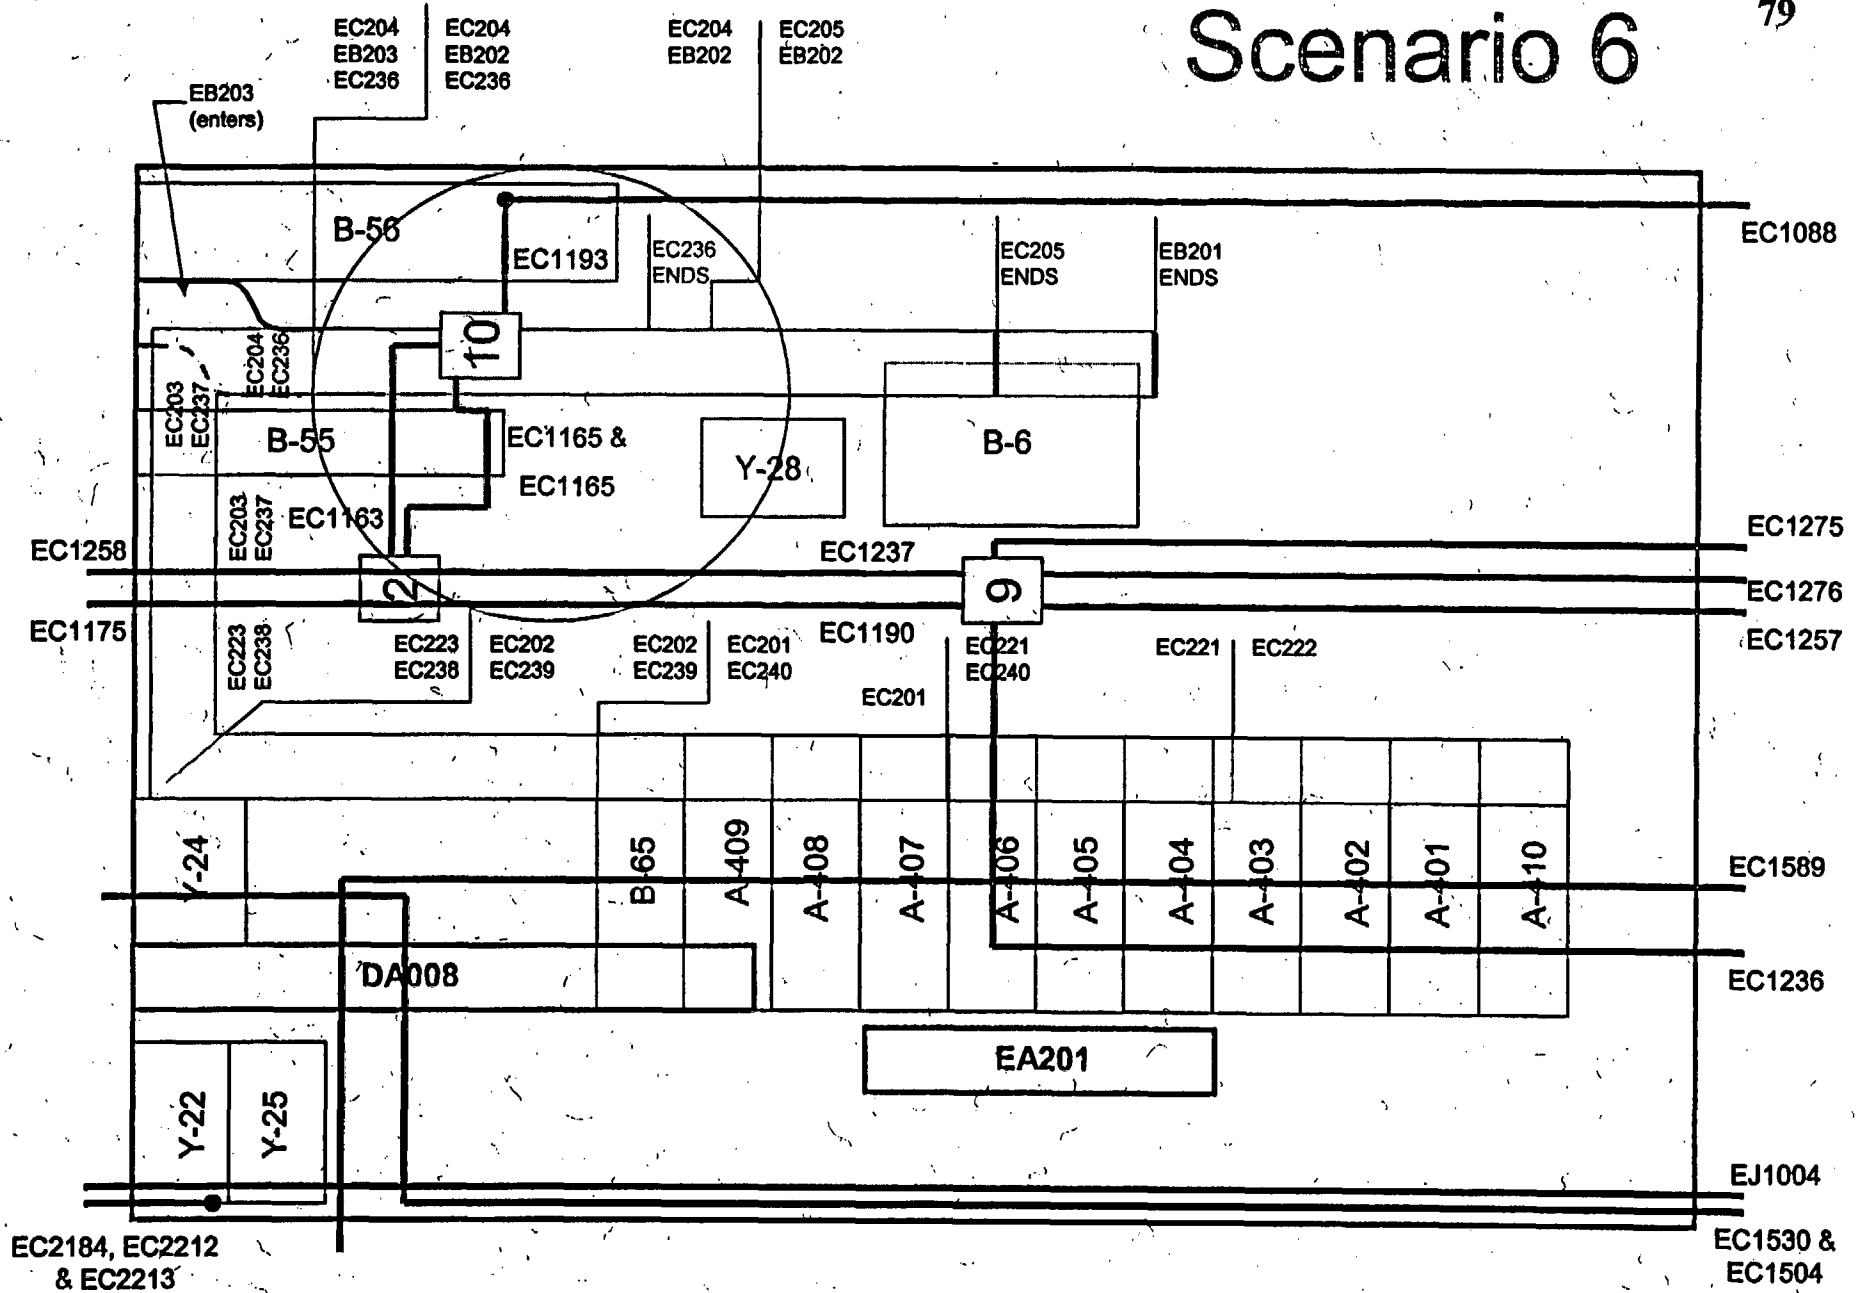 Scenario 6
79
EC204
EB203
EC236
EC204
EB202
EC236
EC204
EB202
EC205
EB202
EB203
(enters)
B-56
EC1193
EC236
ENDS
EC205
ENDS
EB201
ENDS
EC1088
10
EC204
EC236
EC203
EC237
B-55
EC1165 &
EC1165
Y-28
B-6
EC203
EC237
EC1163
EC1258
EC1237
EC1275
2
9
EC1276
EC1175
EC1190
EC1257
EC223
EC238
EC223
EC238
EC202
EC239
EC202
EC239
EC201
EC240
EC201
EC221
EC240
EC221
EC222
Y-24
B-65
A-409
A-408
A-407
A-406
A-405
A-404
A-403
A-402
A-401
A-410
EC1589
DA008
EC1236
EA201
Y-22
Y-25
EJ1004
EC2184, EC2212
& EC2213
EC1530 &
EC1504